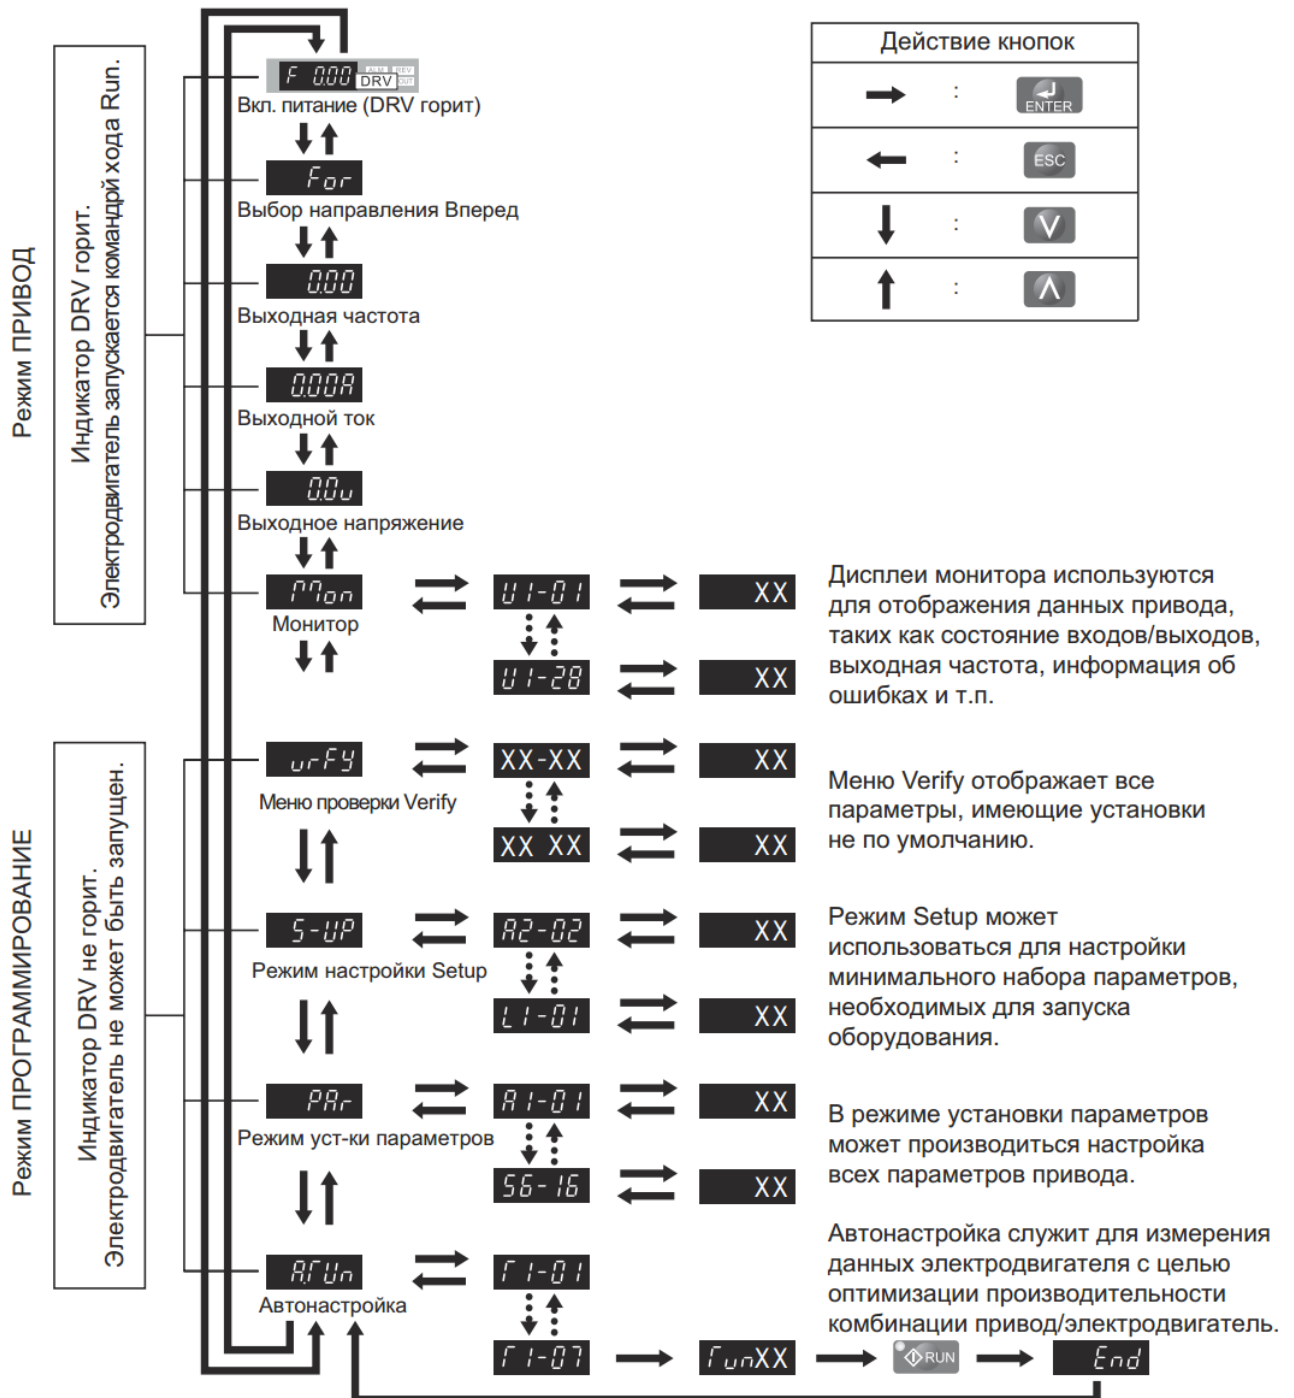 Действие кнопок
→ : ENTER
← : ESC
↓ : V
↑ : Λ
Режим ПРИВОД
Индикатор DRV горит.
Электродвигатель запускается командрй хода Run.
F 0.00 DRV ALM REV OUT
Вкл. питание (DRV горит)
For
Выбор направления Вперед
0.00
Выходная частота
0.00A
Выходной ток
0.0v
Выходное напряжение
Mon U1-01 XX
Монитор
U1-28 XX
Дисплеи монитора используются
для отображения данных привода,
таких как состояние входов/выходов,
выходная частота, информация об
ошибках и т.п.
Режим ПРОГРАММИРОВАНИЕ
Индикатор DRV не горит.
Электродвигатель не может быть запущен.
vrFY XX-XX XX
Меню проверки Verify
XX XX XX
Меню Verify отображает все
параметры, имеющие установки
не по умолчанию.
S-UP A2-02 XX
Режим настройки Setup
L1-01 XX
Режим Setup может
использоваться для настройки
минимального набора параметров,
необходимых для запуска
оборудования.
PAr A1-01 XX
Режим уст-ки параметров
S6-16 XX
В режиме установки параметров
может производиться настройка
всех параметров привода.
A.TUn T1-01
Автонастройка
T1-07 TunXX RUN End
Автонастройка служит для измерения
данных электродвигателя с целью
оптимизации производительности
комбинации привод/электродвигатель.